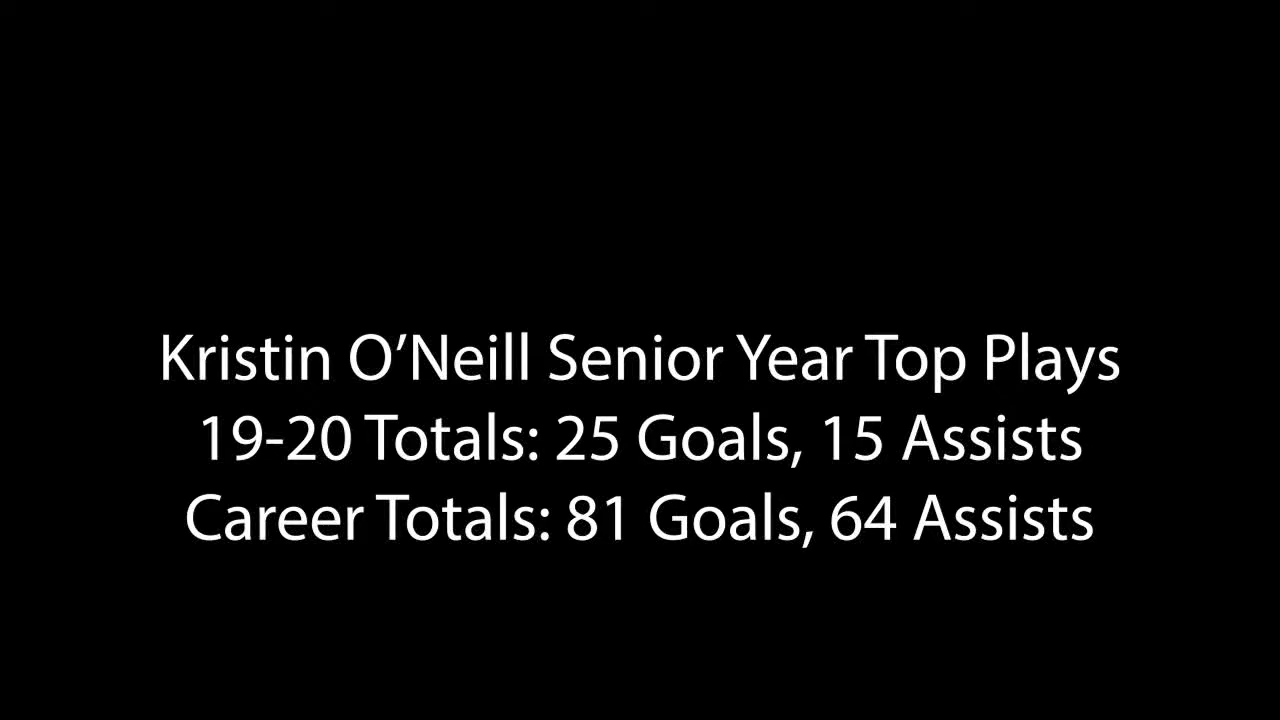 Kristin O’Neill Senior Year Top Plays
19-20 Totals: 25 Goals, 15 Assists
Career Totals: 81 Goals, 64 Assists